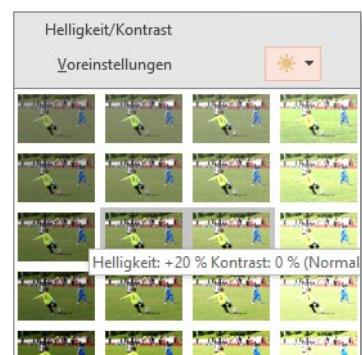 Helligkeit/Kontrast
Voreinstellungen
Helligkeit: +20 % Kontrast: 0 % (Normal